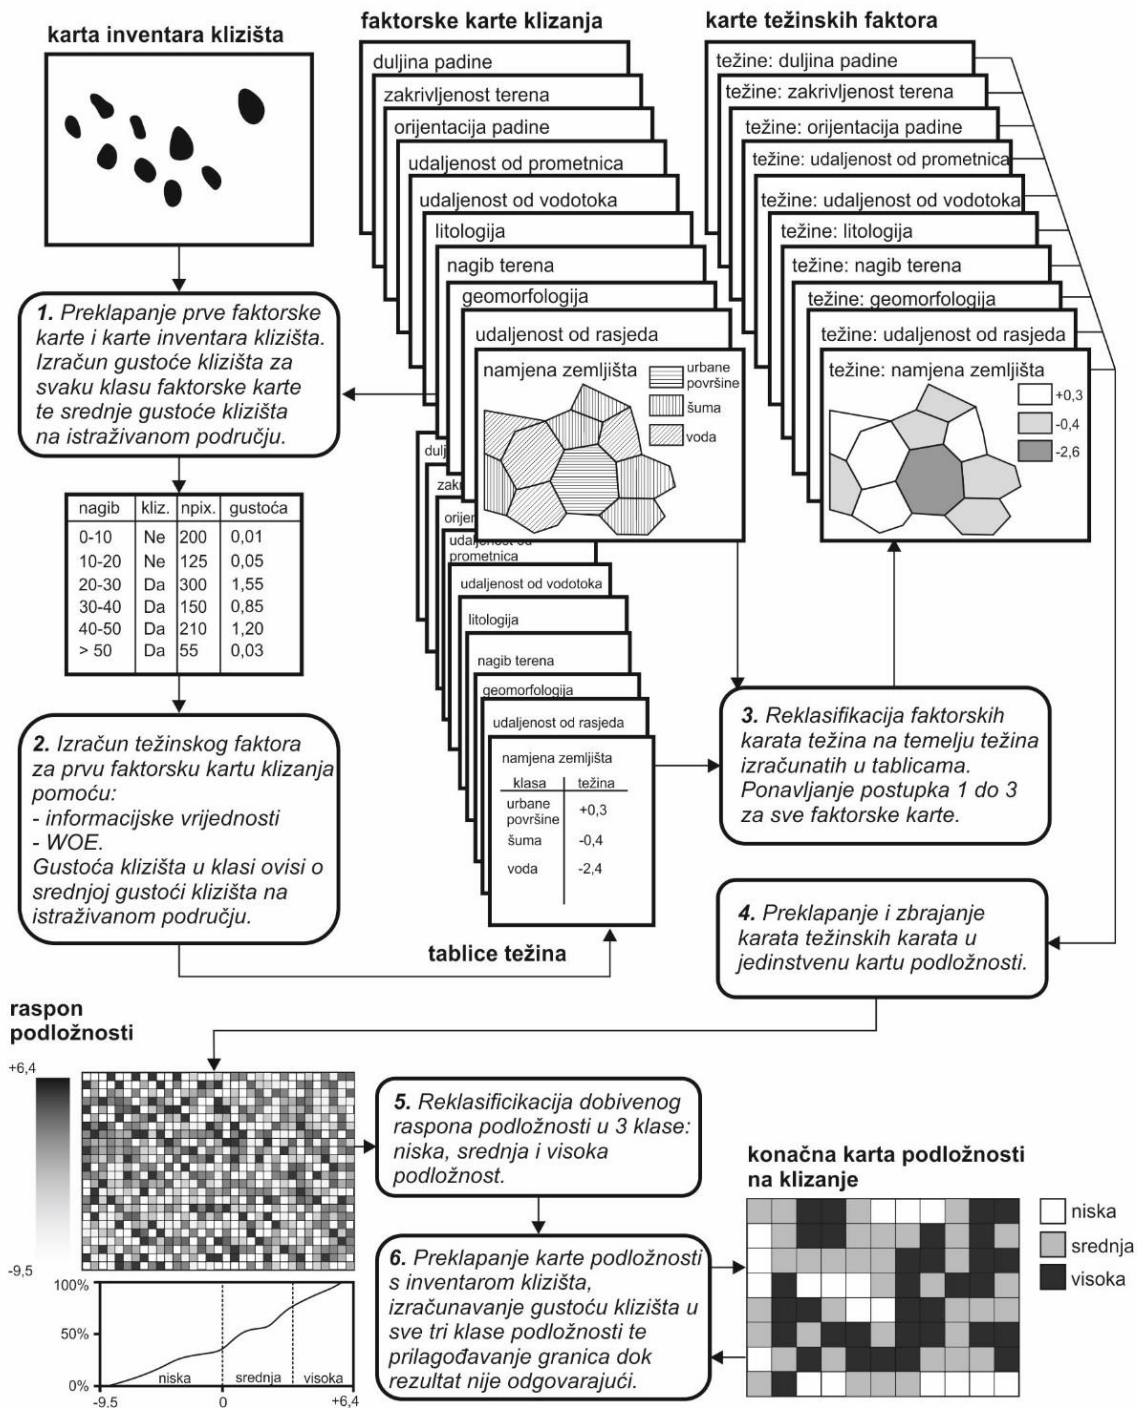 karta inventara klizišta
faktorske karte klizanja
duljina padine
zakrivljenost terena
orijentacija padine
udaljenost od prometnica
udaljenost od vodotoka
litologija
nagib terena
geomorfologija
udaljenost od rasjeda
namjena zemljišta
urbane
površine
šuma
voda
karte težinskih faktora
težine: duljina padine
težine: zakrivljenost terena
težine: orijentacija padine
težine: udaljenost od prometnica
težine: udaljenost od vodotoka
težine: litologija
težine: nagib terena
težine: geomorfologija
težine: udaljenost od rasjeda
težine: namjena zemljišta
+0,3
-0,4
-2,6
1. Preklapanje prve faktorske
karte i karte inventara klizišta.
Izračun gustoće klizišta za
svaku klasu faktorske karte
te srednje gustoće klizišta
na istraživanom području.
nagib kliz. npix. gustoća
0-10 Ne 200 0,01
10-20 Ne 125 0,05
20-30 Da 300 1,55
30-40 Da 150 0,85
40-50 Da 210 1,20
> 50 Da 55 0,03
2. Izračun težinskog faktora
za prvu faktorsku kartu klizanja
pomoću:
- informacijske vrijednosti
- WOE.
Gustoća klizišta u klasi ovisi o
srednjoj gustoći klizišta na
istraživanom području.
prometnica
udaljenost od vodotoka
litologija
nagib terena
geomorfologija
udaljenost od rasjeda
namjena zemljišta
klasa težina
urbane
površine +0,3
šuma -0,4
voda -2,4
tablice težina
3. Reklasifikacija faktorskih
karata težina na temelju težina
izračunatih u tablicama.
Ponavljanje postupka 1 do 3
za sve faktorske karte.
4. Preklapanje i zbrajanje
karata težinskih karata u
jedinstvenu kartu podložnosti.
raspon
podložnosti
+6,4
-9,5
5. Reklasificikacija dobivenog
raspona podložnosti u 3 klase:
niska, srednja i visoka
podložnost.
6. Preklapanje karte podložnosti
s inventarom klizišta,
izračunavanje gustoću klizišta u
sve tri klase podložnosti te
prilagođavanje granica dok
rezultat nije odgovarajući.
konačna karta podložnosti
na klizanje
niska
srednja
visoka
100%
50%
0%
niska srednja visoka
-9.5 0 +6,4